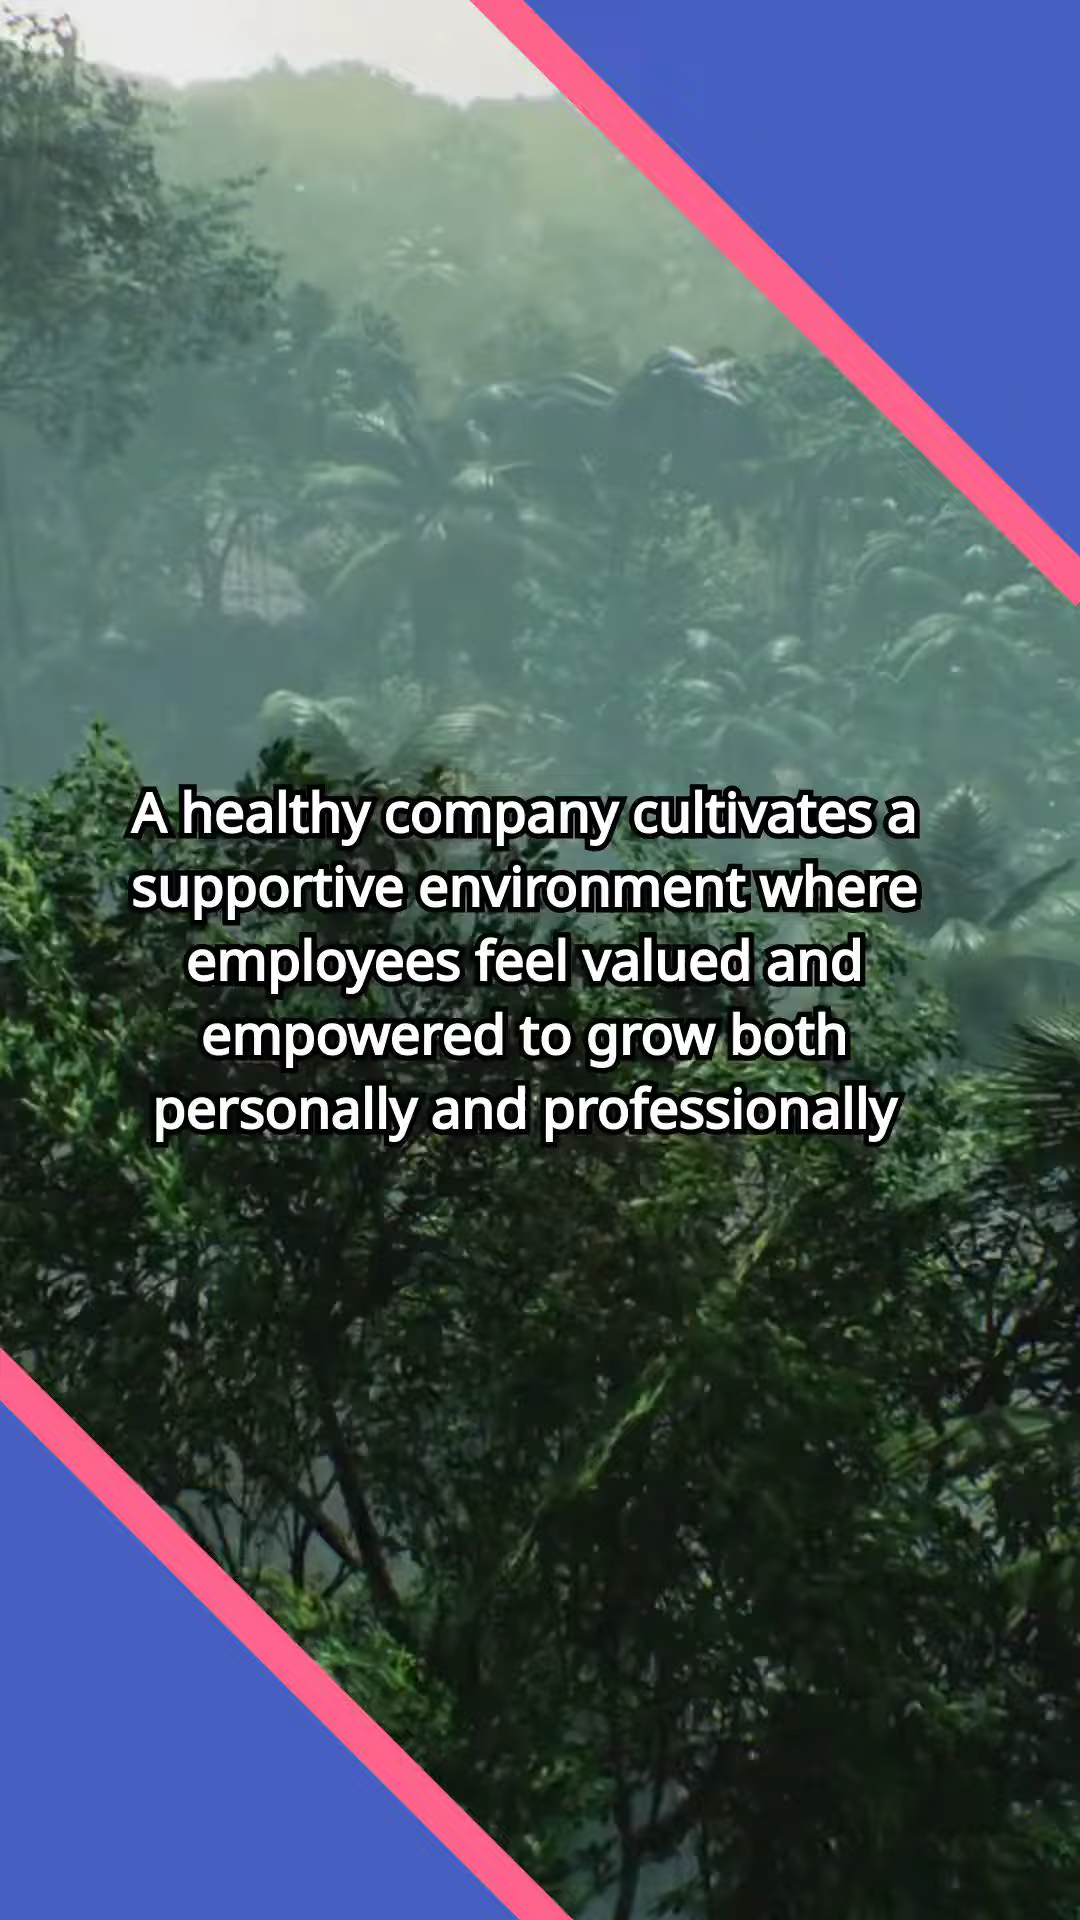 A healthy company cultivates a
supportive environment where
employees feel valued and
empowered to grow both
personally and professionally